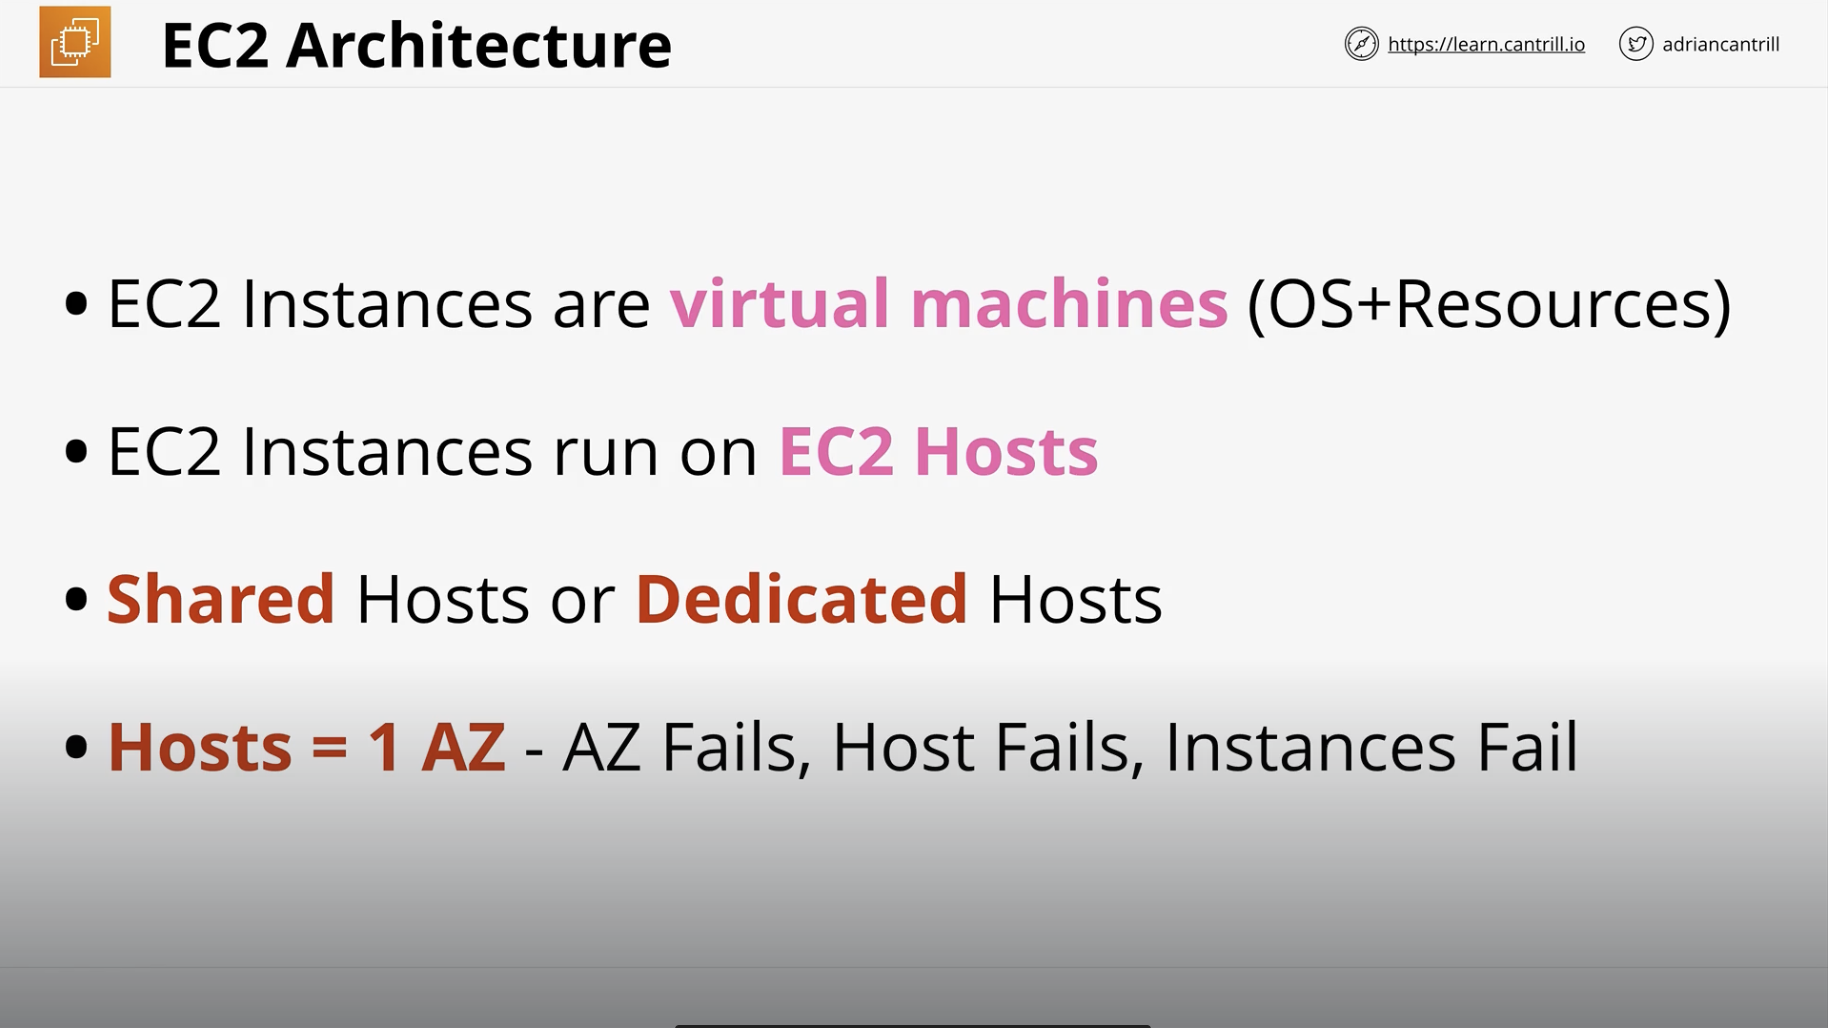 EC2 Architecture
https://learn.cantrill.io
adriancantrill
• EC2 Instances are virtual machines (OS+Resources)
• EC2 Instances run on EC2 Hosts
• Shared Hosts or Dedicated Hosts
• Hosts = 1 AZ - AZ Fails, Host Fails, Instances Fail